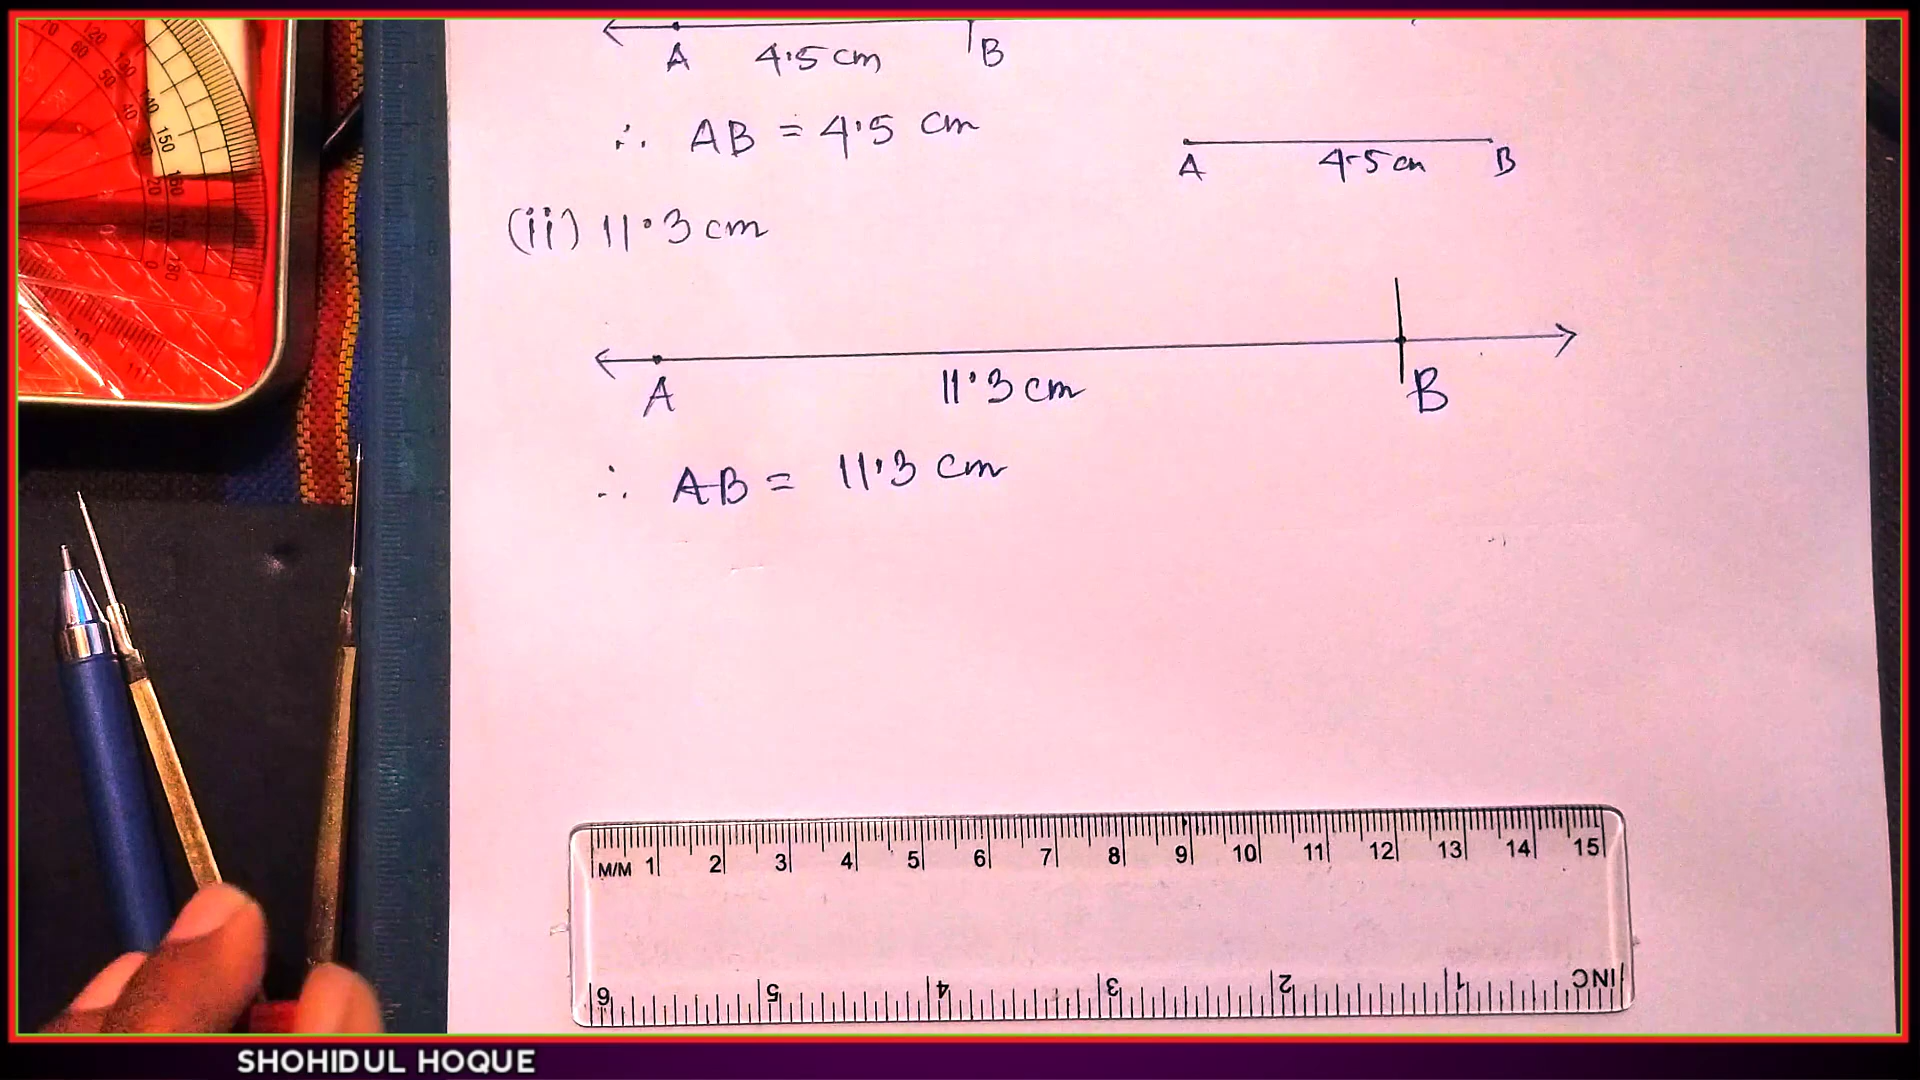 A 4.5 cm B
∴ AB = 4.5 cm
A 4.5 cm B
(ii) 11.3 cm
A 11.3 cm B
∴ AB = 11.3 cm
M/M 1 2 3 4 5 6 7 8 9 10 11 12 13 14 15
6 5 4 3 2 1 INC
SHOHIDUL HOQUE